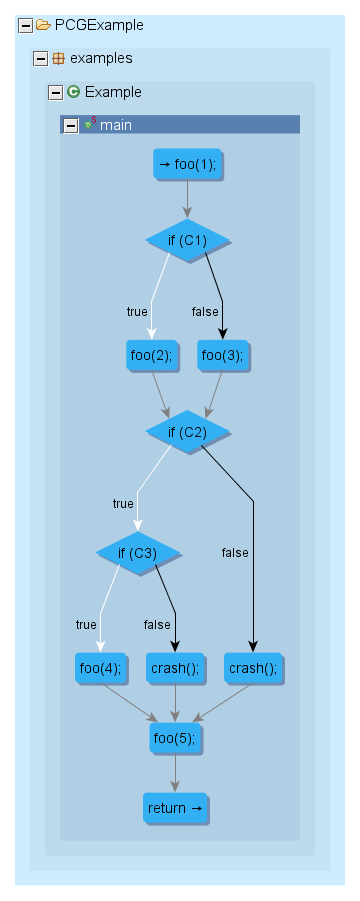 PCGExample
examples
Example
main
→ foo(1);
if (C1)
true
false
foo(2);
foo(3);
if (C2)
true
false
if (C3)
true
false
foo(4);
crash();
crash();
foo(5);
return →